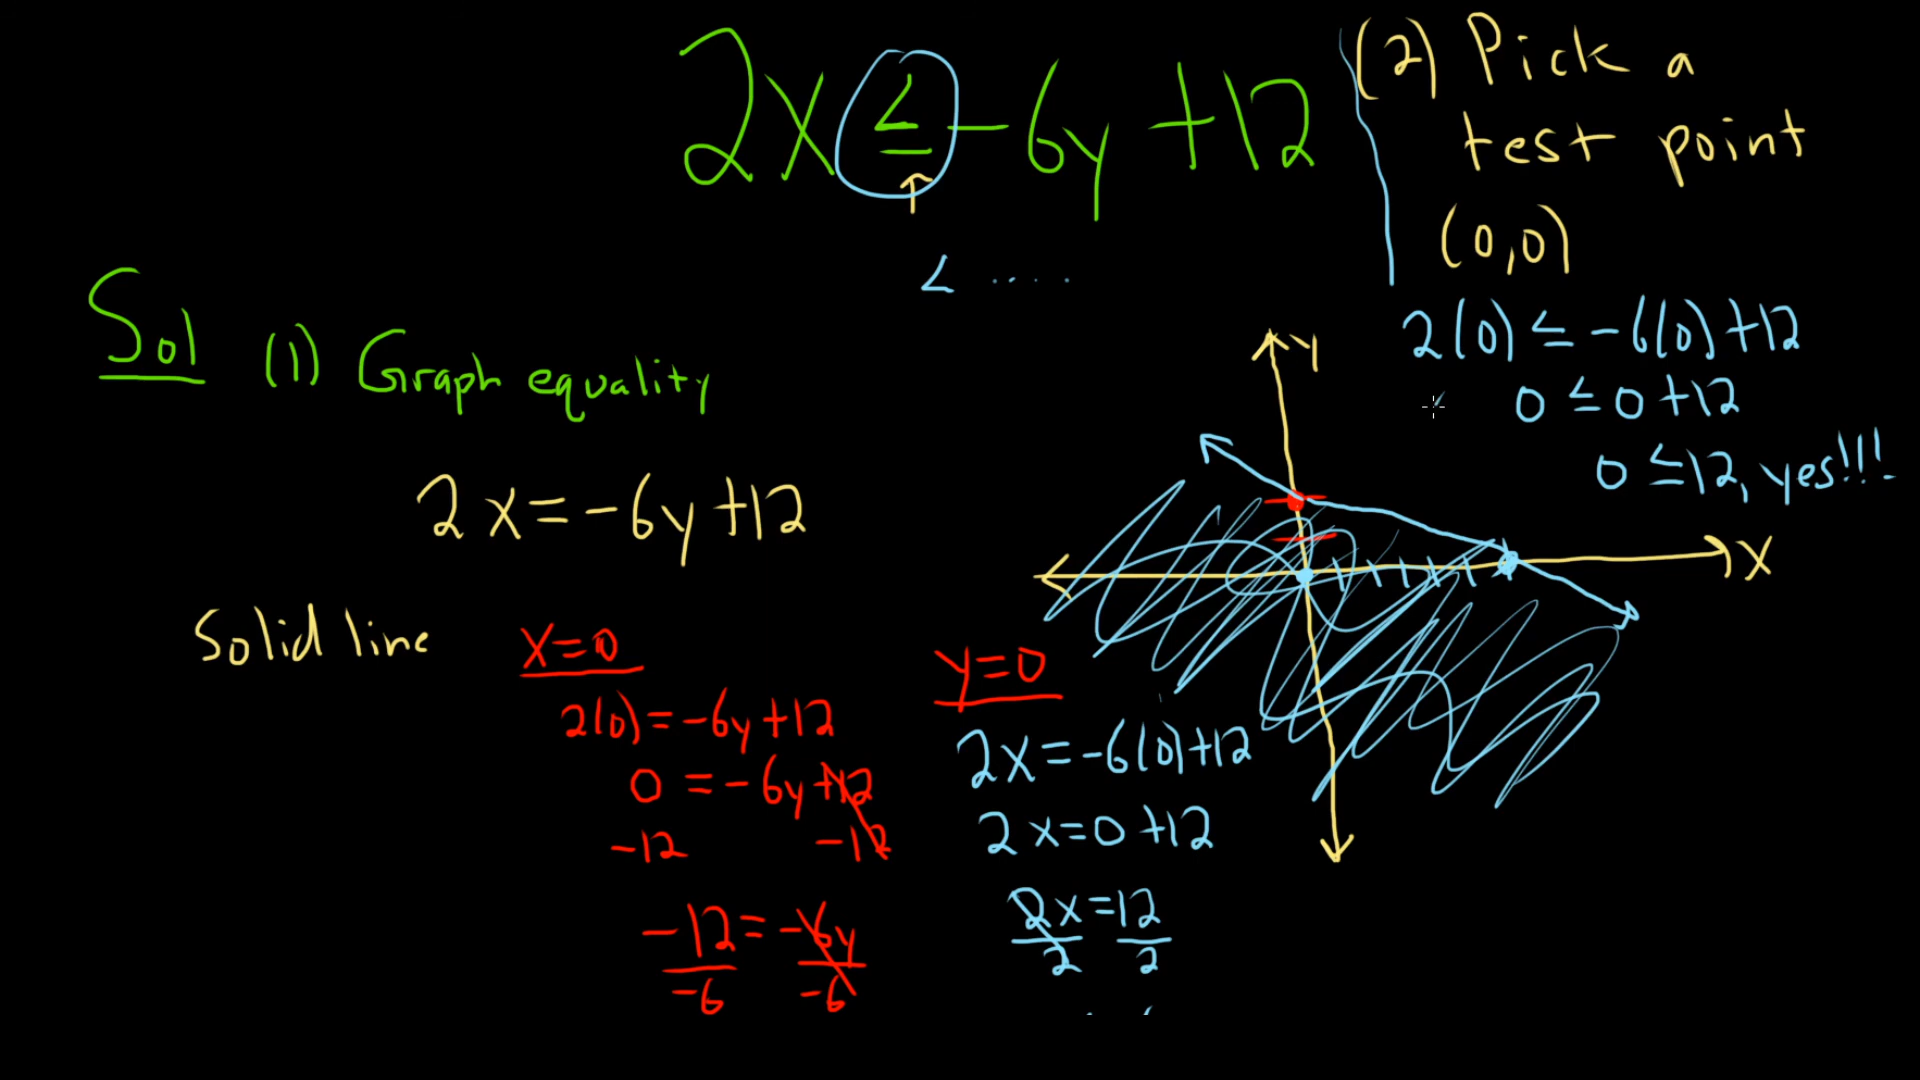 2x ≤ -6y +12
< ....
Sol (1) Graph equality
2x = -6y +12
Solid line
x=0
2(0) = -6y +12
0 = -6y +12
-12 -12
-12 = -6y
-6 -6
y=0
2x = -6(0) +12
2x = 0 +12
2x = 12
2 2
(2) Pick a
test point
(0,0)
2(0) ≤ -6(0) +12
0 ≤ 0 +12
0 ≤ 12, yes!!!
Y
X